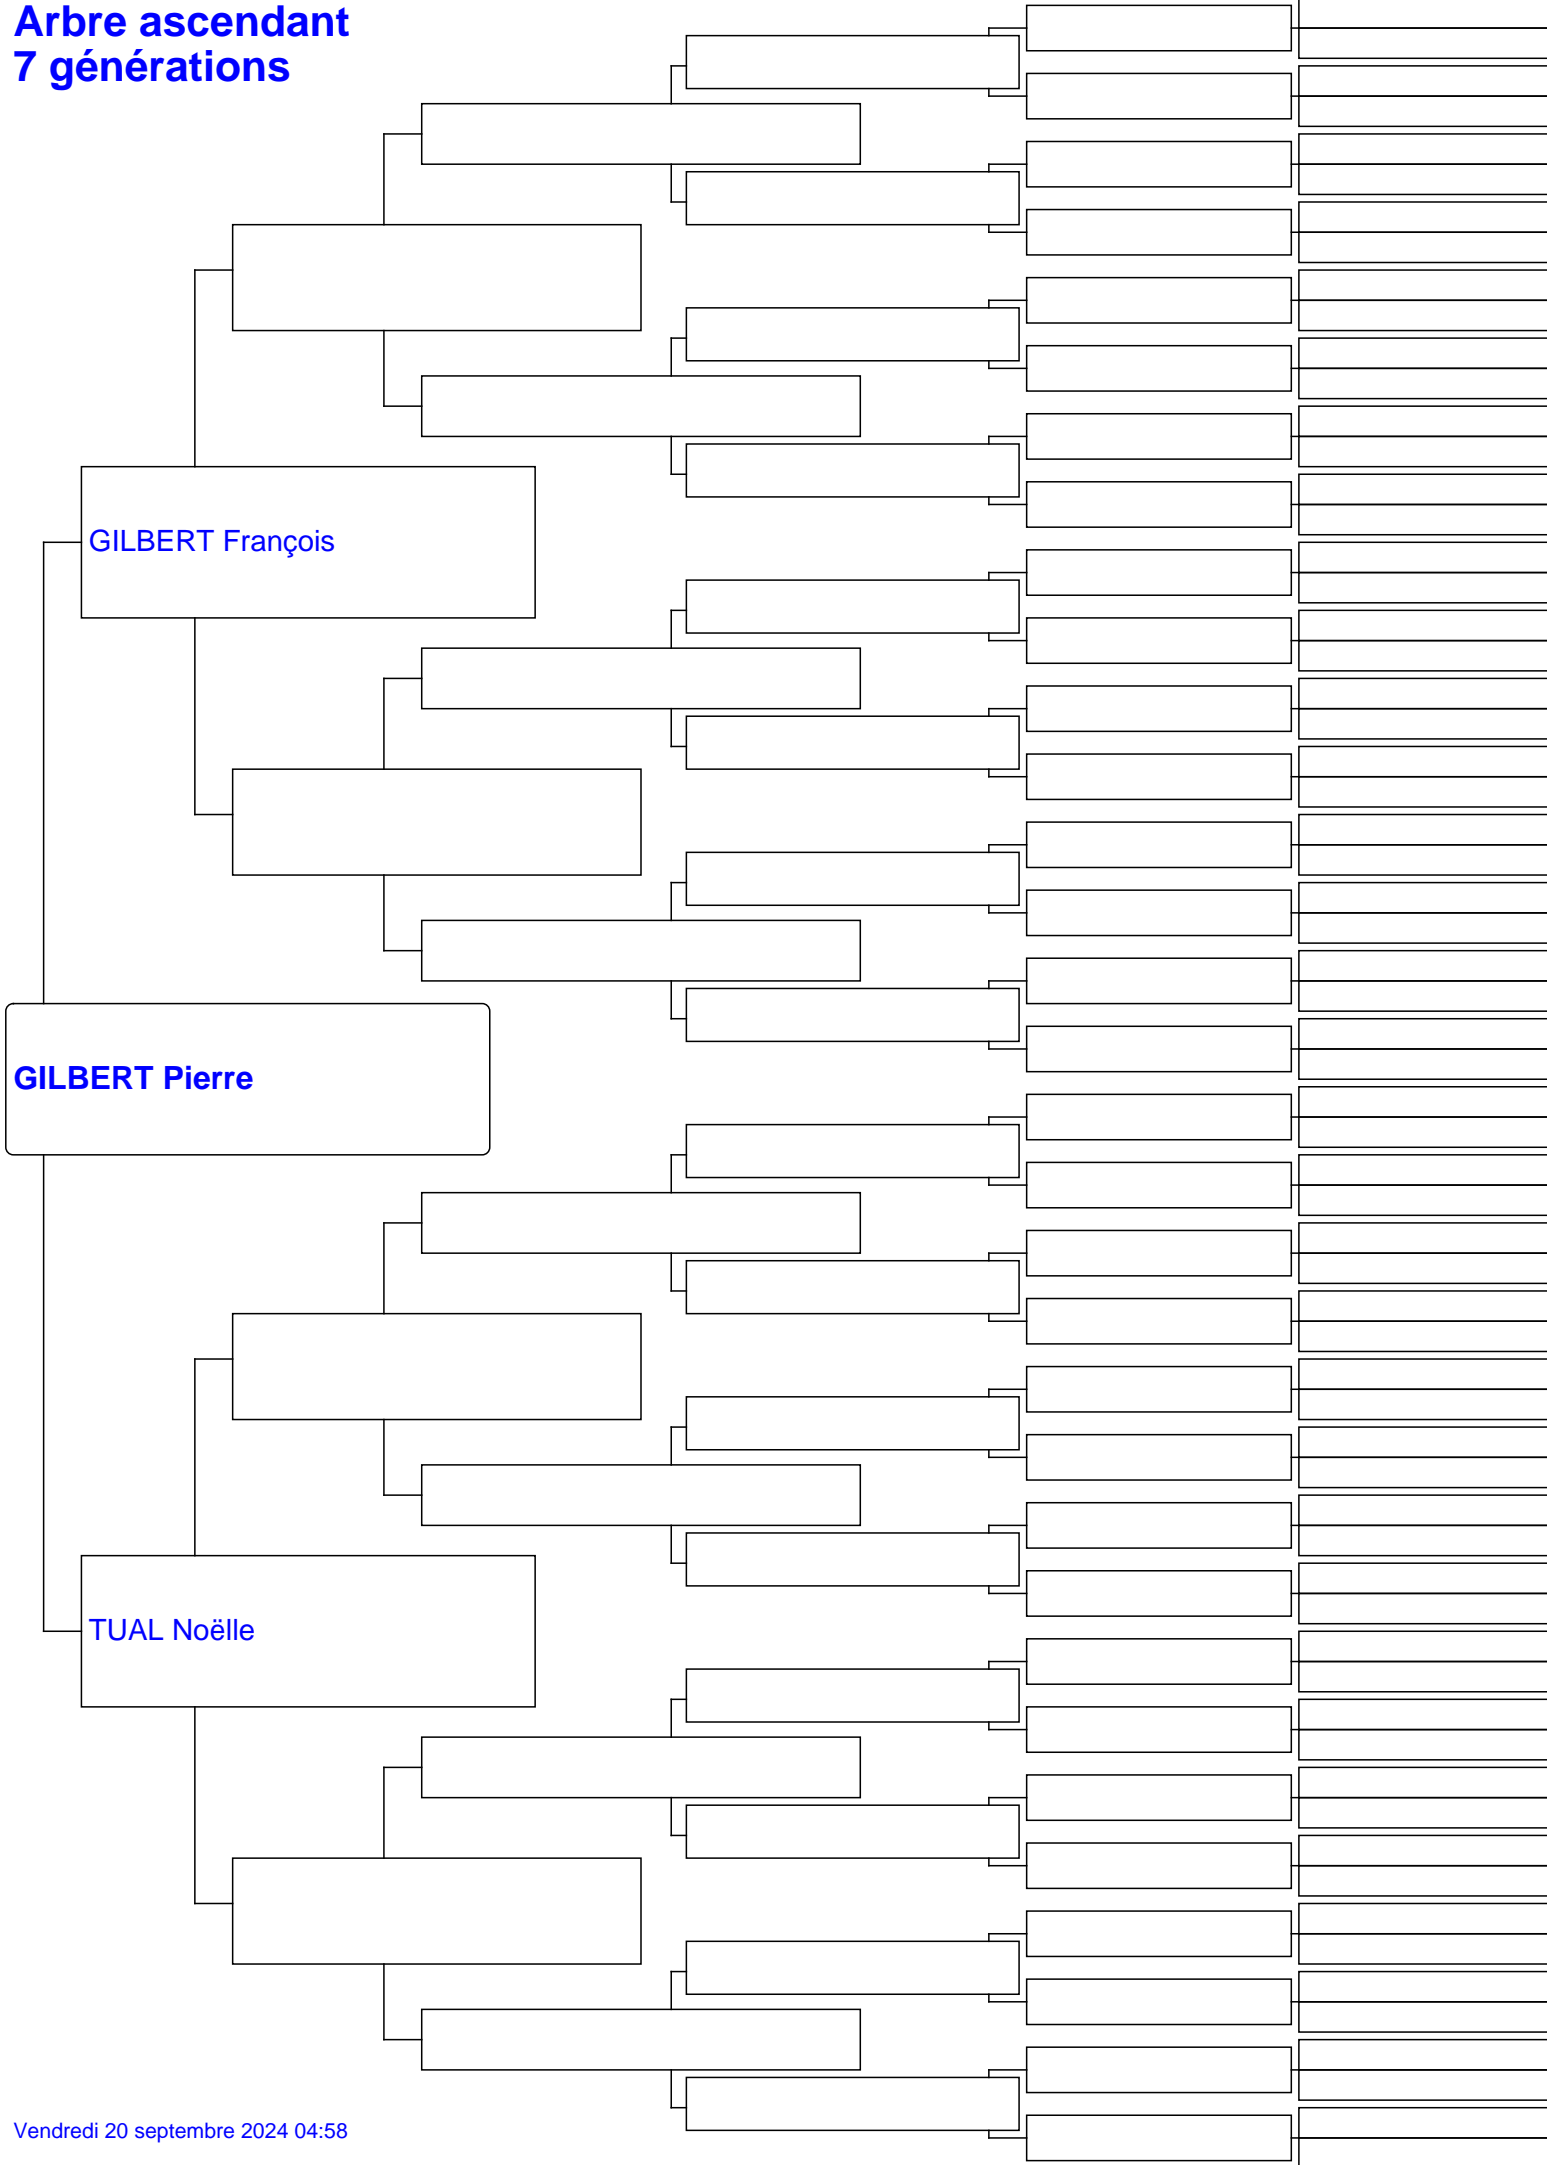 Arbre ascendant
7 générations
GILBERT François
GILBERT Pierre
TUAL Noëlle
Vendredi 20 septembre 2024 04:58